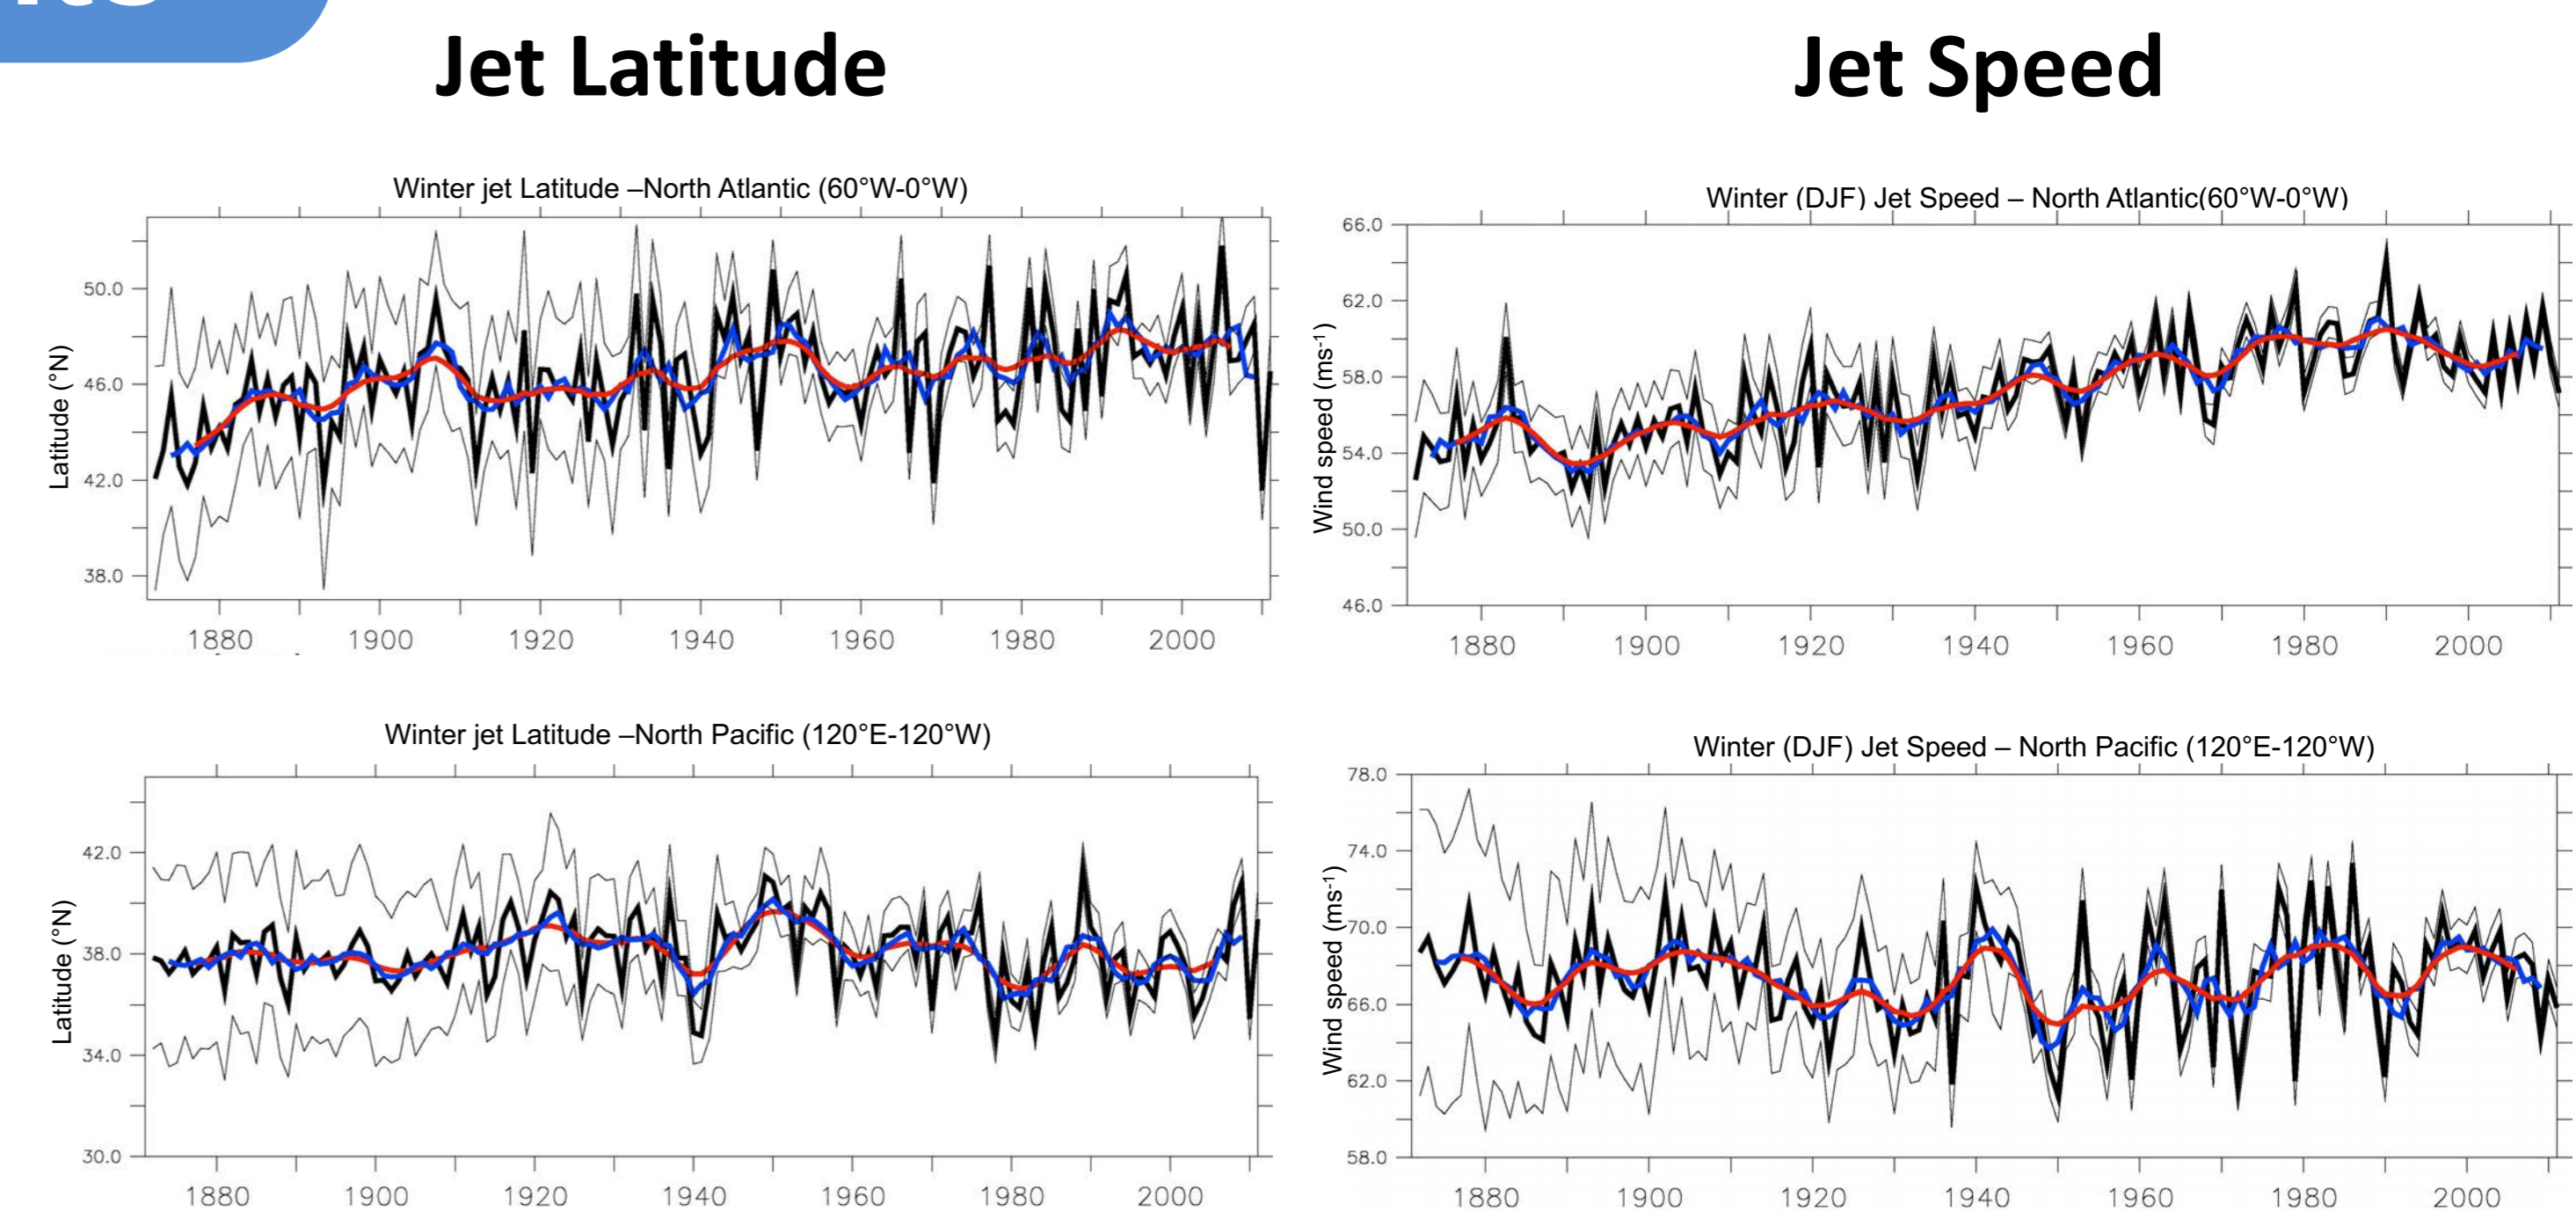 Jet Latitude
Jet Speed
Winter jet Latitude –North Atlantic (60°W-0°W)
Latitude (°N)
50.0
46.0
42.0
38.0
1880 1900 1920 1940 1960 1980 2000
Winter (DJF) Jet Speed – North Atlantic(60°W-0°W)
Wind speed (ms-1)
66.0
62.0
58.0
54.0
50.0
46.0
1880 1900 1920 1940 1960 1980 2000
Winter jet Latitude –North Pacific (120°E-120°W)
Latitude (°N)
42.0
38.0
34.0
30.0
1880 1900 1920 1940 1960 1980 2000
Winter (DJF) Jet Speed – North Pacific (120°E-120°W)
Wind speed (ms-1)
78.0
74.0
70.0
66.0
62.0
58.0
1880 1900 1920 1940 1960 1980 2000